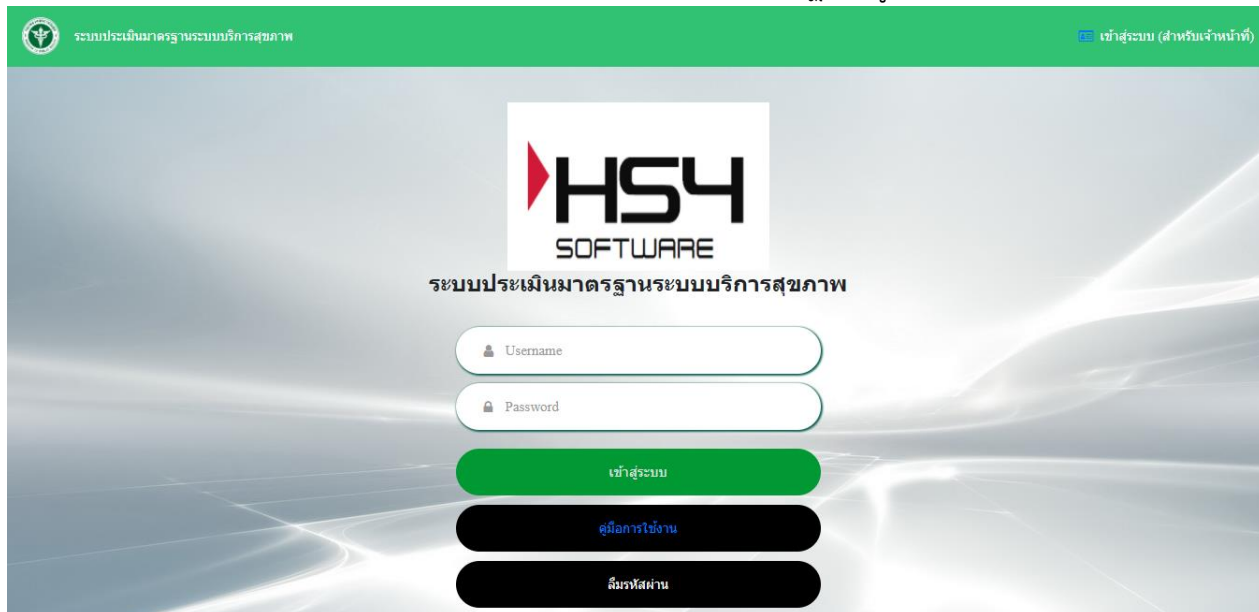 ระบบประเมินมาตรฐานระบบบริการสุขภาพ
เข้าสู่ระบบ (สำหรับเจ้าหน้าที่)
HS4
SOFTWARE
ระบบประเมินมาตรฐานระบบบริการสุขภาพ
Username
Password
เข้าสู่ระบบ
คู่มือการใช้งาน
ลืมรหัสผ่าน